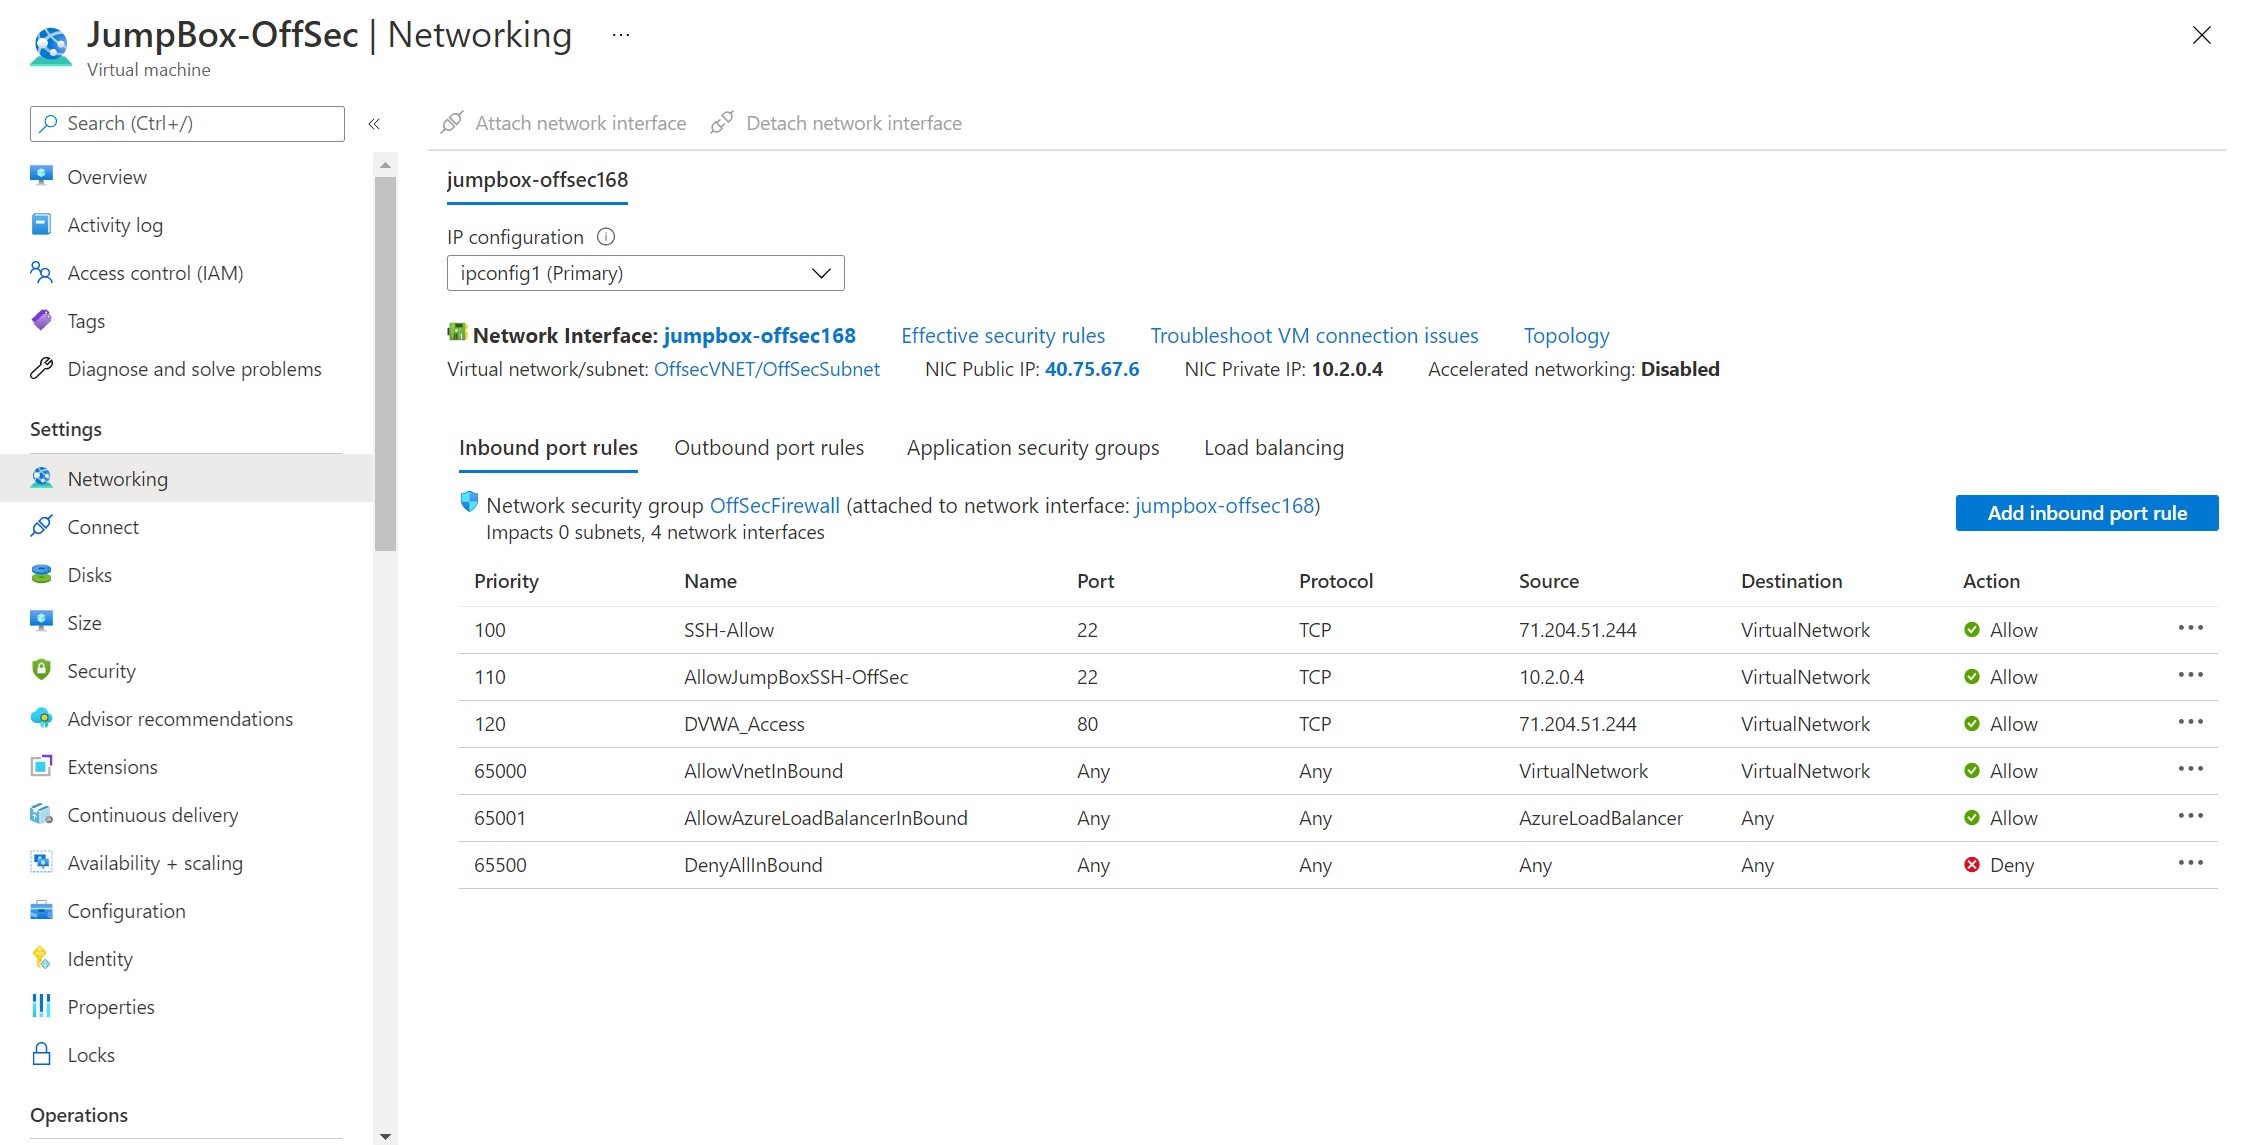 JumpBox-OffSec | Networking ...
Virtual machine
Search (Ctrl+/)
«
Overview
Activity log
Access control (IAM)
Tags
Diagnose and solve problems
Settings
Networking
Connect
Disks
Size
Security
Advisor recommendations
Extensions
Continuous delivery
Availability + scaling
Configuration
Identity
Properties
Locks
Operations
Attach network interface Detach network interface
jumpbox-offsec168
IP configuration
ipconfig1 (Primary)
Network Interface: jumpbox-offsec168 Effective security rules Troubleshoot VM connection issues Topology
Virtual network/subnet: OffsecVNET/OffSecSubnet NIC Public IP: 40.75.67.6 NIC Private IP: 10.2.0.4 Accelerated networking: Disabled
Inbound port rules Outbound port rules Application security groups Load balancing
Network security group OffSecFirewall (attached to network interface: jumpbox-offsec168)
Impacts 0 subnets, 4 network interfaces
Add inbound port rule
Priority Name Port Protocol Source Destination Action
100 SSH-Allow 22 TCP 71.204.51.244 VirtualNetwork Allow ...
110 AllowJumpBoxSSH-OffSec 22 TCP 10.2.0.4 VirtualNetwork Allow ...
120 DVWA_Access 80 TCP 71.204.51.244 VirtualNetwork Allow ...
65000 AllowVnetInBound Any Any VirtualNetwork VirtualNetwork Allow ...
65001 AllowAzureLoadBalancerInBound Any Any AzureLoadBalancer Any Allow ...
65500 DenyAllInBound Any Any Any Any Deny ...